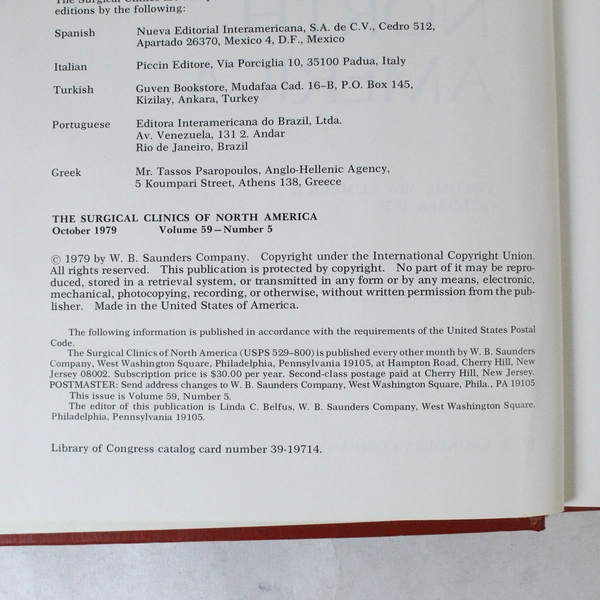 The Surgical Clinics
editions by the following:
Spanish Nueva Editorial Interamericana, S.A. de C.V., Cedro 512,
Apartado 26370, Mexico 4, D.F., Mexico
Italian Piccin Editore, Via Porciglia 10, 35100 Padua, Italy
Turkish Guven Bookstore, Mudafaa Cad. 16–B, P.O. Box 145,
Kizilay, Ankara, Turkey
Portuguese Editora Interamericana do Brazil, Ltda.
Av. Venezuela, 131 2. Andar
Rio de Janeiro, Brazil
Greek Mr. Tassos Psaropoulos, Anglo-Hellenic Agency,
5 Koumpari Street, Athens 138, Greece
THE SURGICAL CLINICS OF NORTH AMERICA
October 1979 Volume 59—Number 5
© 1979 by W. B. Saunders Company. Copyright under the International Copyright Union.
All rights reserved. This publication is protected by copyright. No part of it may be repro-
duced, stored in a retrieval system, or transmitted in any form or by any means, electronic,
mechanical, photocopying, recording, or otherwise, without written permission from the pub-
lisher. Made in the United States of America.
The following information is published in accordance with the requirements of the United States Postal
Code.
The Surgical Clinics of North America (USPS 529–800) is published every other month by W. B. Saunders
Company, West Washington Square, Philadelphia, Pennsylvania 19105, at Hampton Road, Cherry Hill, New
Jersey 08002. Subscription price is $30.00 per year. Second-class postage paid at Cherry Hill, New Jersey.
POSTMASTER: Send address changes to W. B. Saunders Company, West Washington Square, Phila., PA 19105
This issue is Volume 59, Number 5.
The editor of this publication is Linda C. Belfus, W. B. Saunders Company, West Washington Square,
Philadelphia, Pennsylvania 19105.
Library of Congress catalog card number 39-19714.